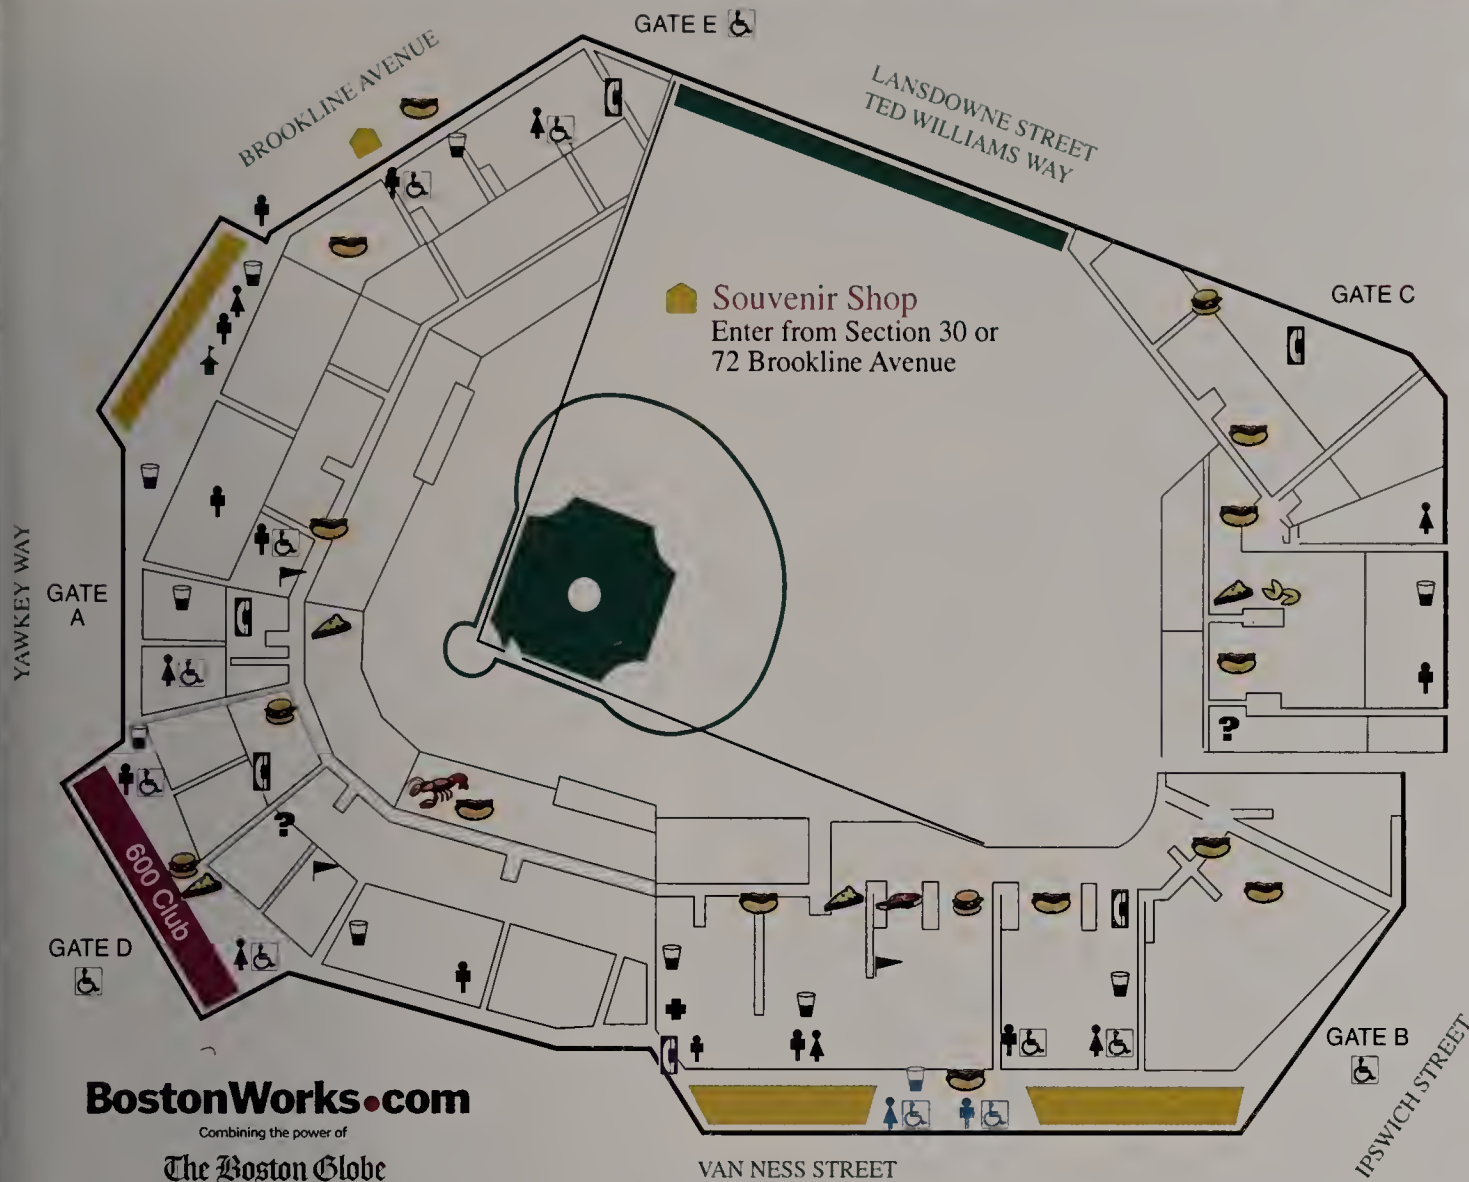 GATE E
BROOKLINE AVENUE
LANSDOWNE STREET
TED WILLIAMS WAY
Souvenir Shop
Enter from Section 30 or
72 Brookline Avenue
GATE C
YAWKEY WAY
GATE
A
?
?
600 Club
GATE D
GATE B
IPSWICH STREET
VAN NESS STREET
BostonWorks•com
Combining the power of
The Boston Globe